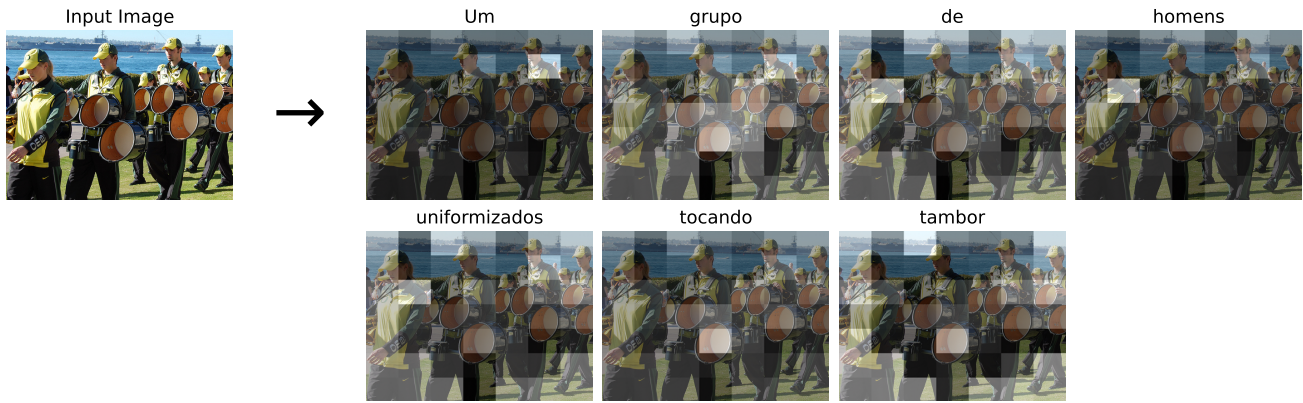 Input Image
Um
grupo
de
homens
uniformizados
tocando
tambor